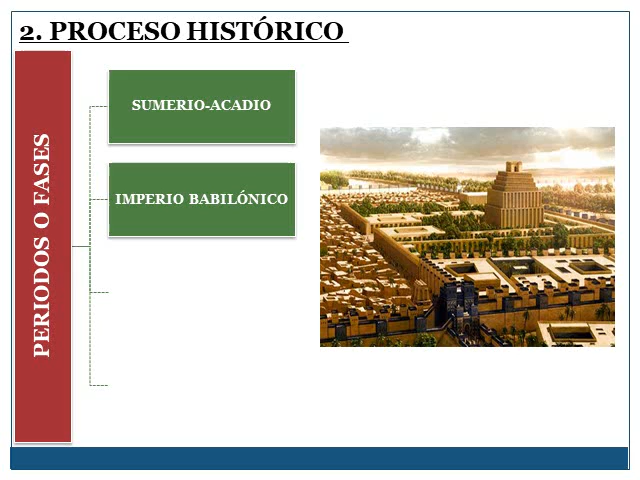 2. PROCESO HISTÓRICO
PERIODOS O FASES
SUMERIO-ACADIO
IMPERIO BABILÓNICO